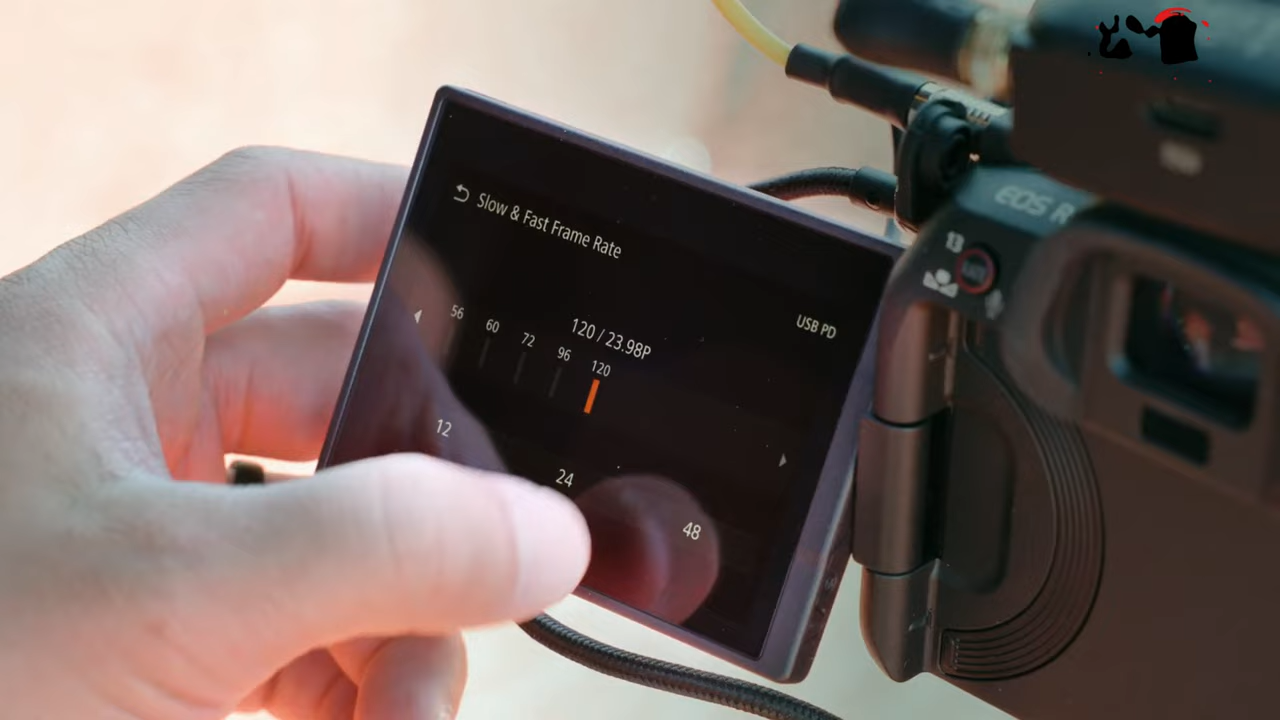 Slow & Fast Frame Rate
USB PD
120 / 23.98P
56 60 72 96 120
12 24 48
EOS R
13